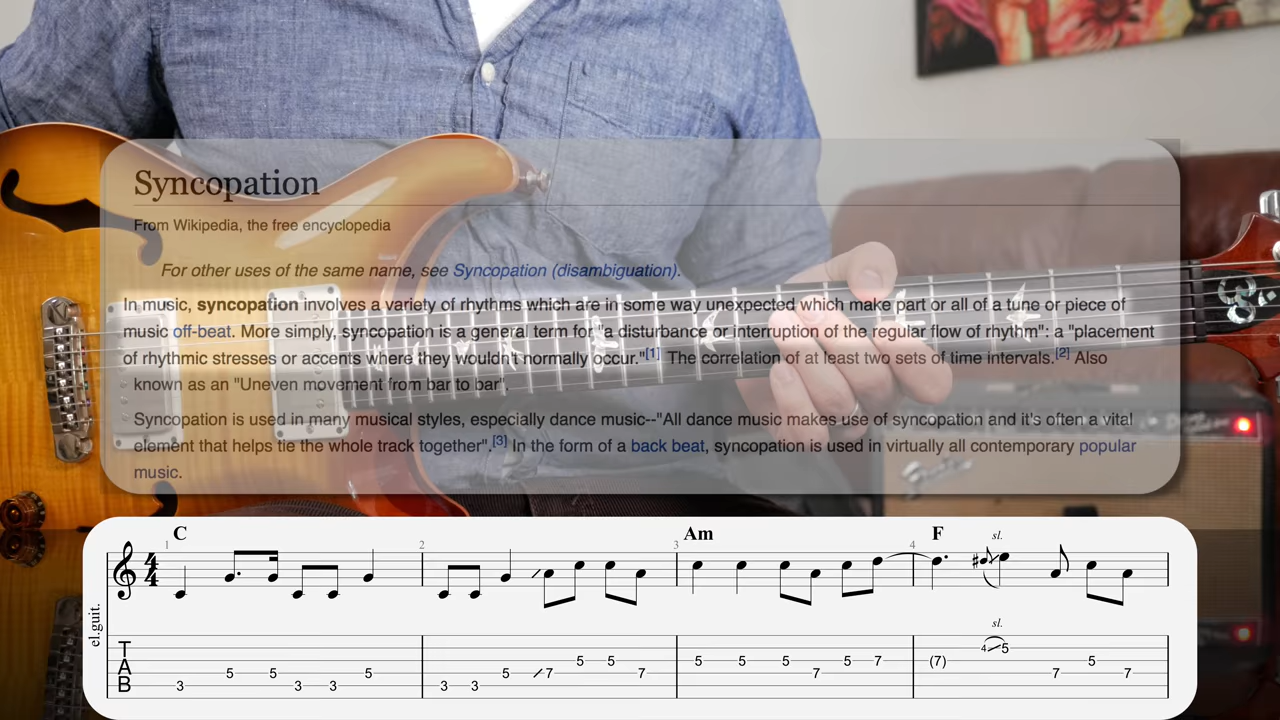 Syncopation
From Wikipedia, the free encyclopedia
For other uses of the same name, see Syncopation (disambiguation).
In music, syncopation involves a variety of rhythms which are in some way unexpected which make part or all of a tune or piece of
music off-beat. More simply, syncopation is a general term for "a disturbance or interruption of the regular flow of rhythm": a "placement
of rhythmic stresses or accents where they wouldn't normally occur."[1] The correlation of at least two sets of time intervals.[2] Also
known as an "Uneven movement from bar to bar".
Syncopation is used in many musical styles, especially dance music--"All dance music makes use of syncopation and it's often a vital
element that helps tie the whole track together".[3] In the form of a back beat, syncopation is used in virtually all contemporary popular
music.
C Am F
1 2 3 4 sl.
4 4
el.guit.
sl.
T 4 5
A 5 5 5 5 7 5 5 7 5 5 5 7 5 7 (7) 7 5 7
B 3 3 3 3 3